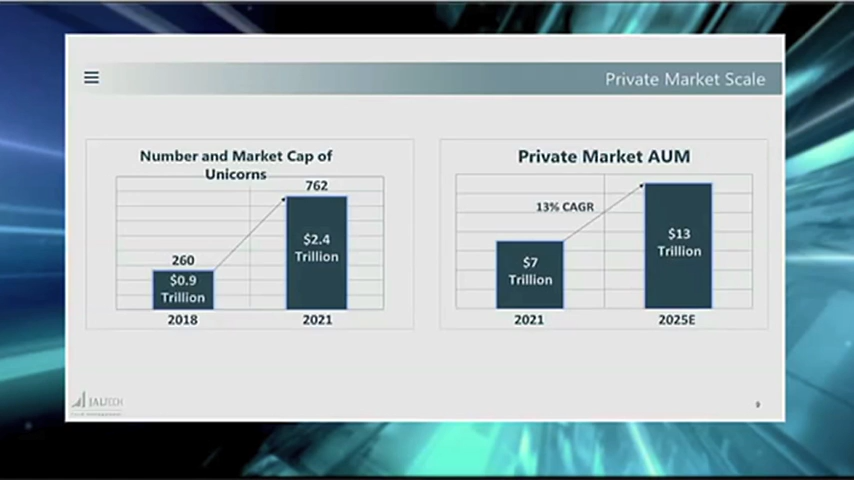 Private Market Scale
Number and Market Cap of
Unicorns
762
260
$2.4
Trillion
$0.9
Trillion
2018
2021
Private Market AUM
13% CAGR
$13
Trillion
$7
Trillion
2021
2025E
JALTECH
9